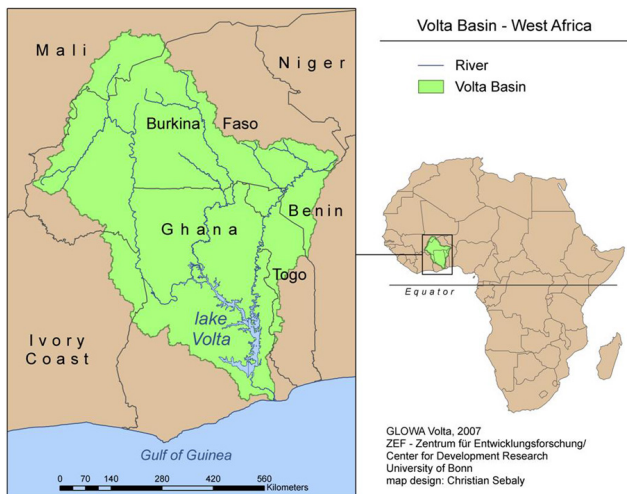 Mali
Niger
Burkina Faso
Benin
Ghana
Togo
lake
Volta
Ivory
Coast
Gulf of Guinea
0 70 140 280 420 560
Kilometers
Volta Basin - West Africa
River
Volta Basin
Equator
GLOWA Volta, 2007
ZEF - Zentrum für Entwicklungsforschung/
Center for Development Research
University of Bonn
map design: Christian Sebaly